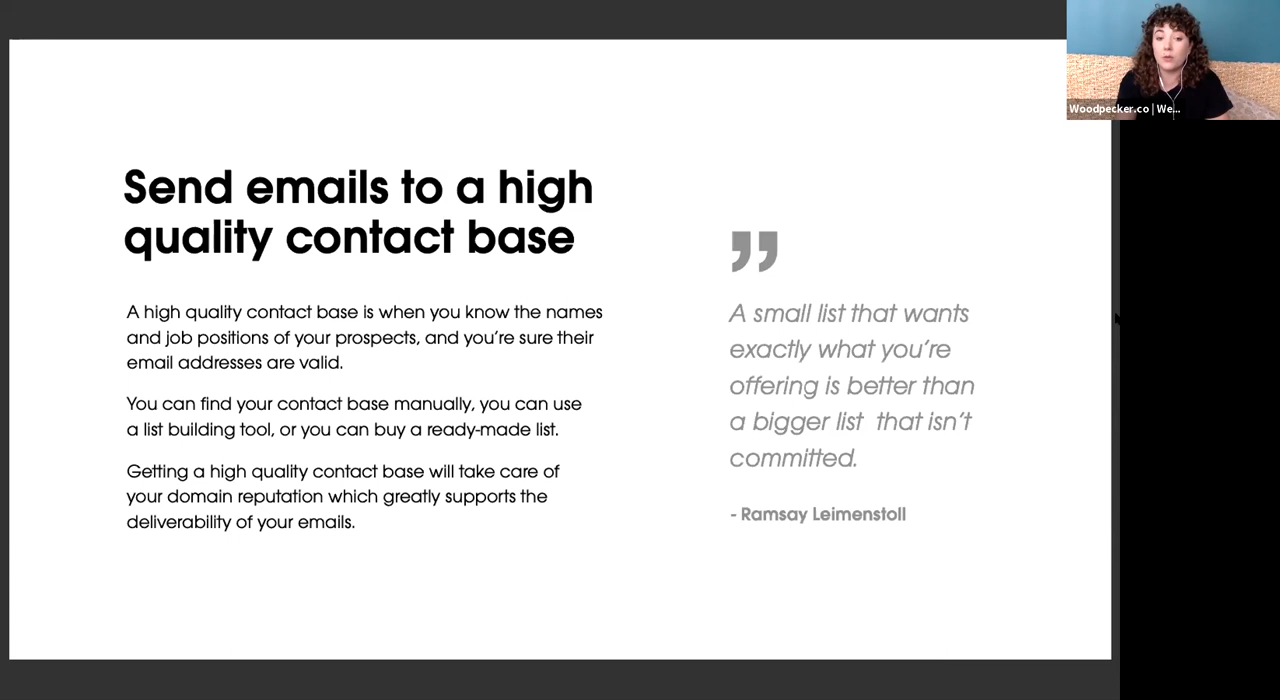 Woodpecker.co | We...
Send emails to a high
quality contact base
A high quality contact base is when you know the names
and job positions of your prospects, and you're sure their
email addresses are valid.
You can find your contact base manually, you can use
a list building tool, or you can buy a ready-made list.
Getting a high quality contact base will take care of
your domain reputation which greatly supports the
deliverability of your emails.
”
A small list that wants
exactly what you're
offering is better than
a bigger list that isn't
committed.
- Ramsay Leimenstoll